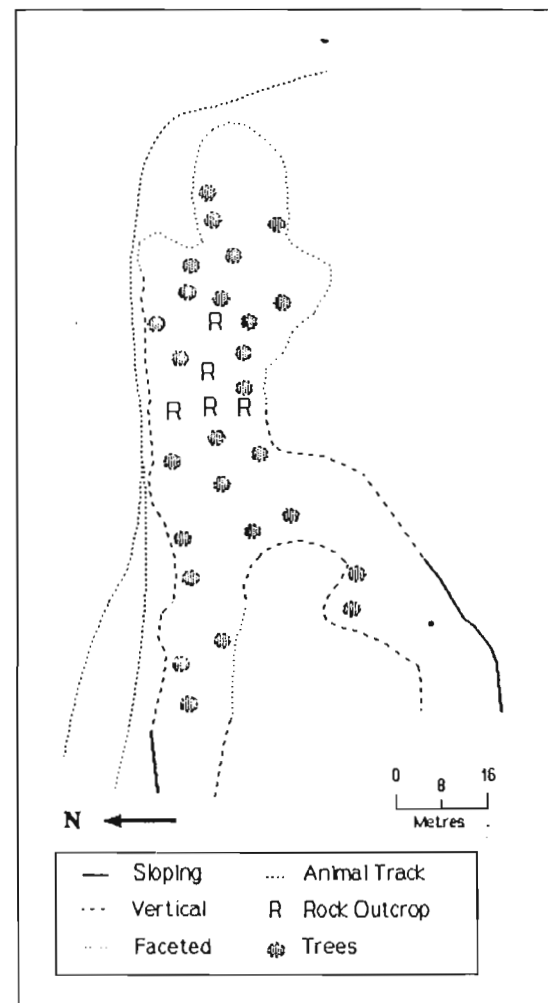 R
R
R R R
0 16
8
Metres
N
Sloping Animal Track
Vertical R Rock Outcrop
Faceted Trees